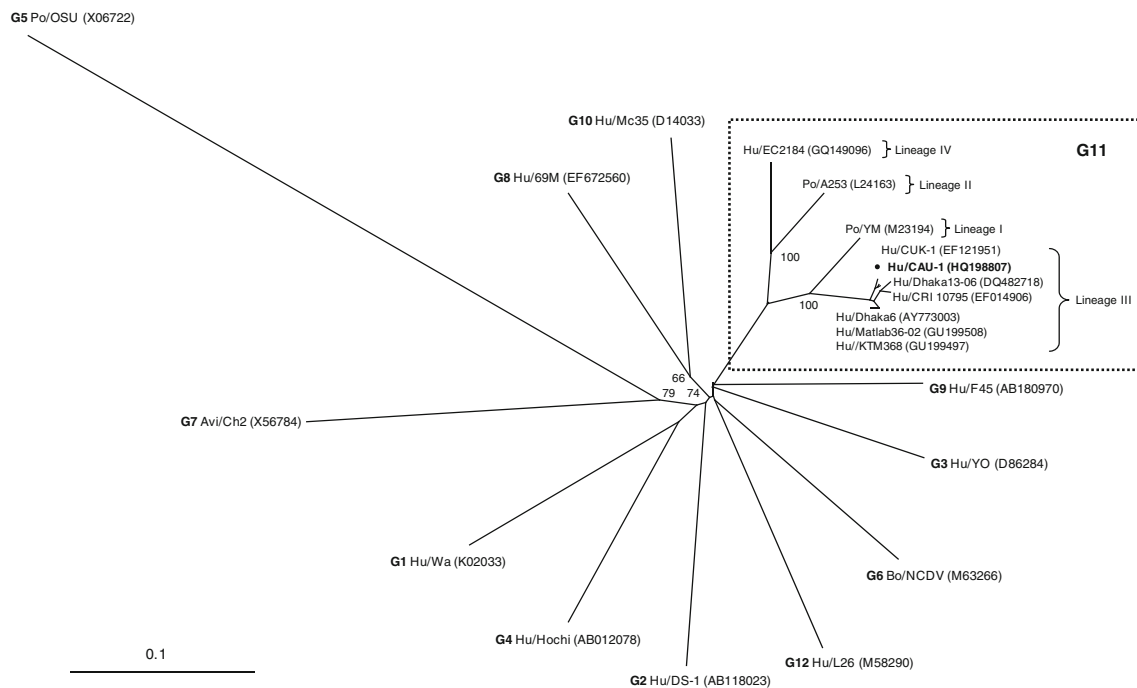 G5 Po/OSU (X06722)
G10 Hu/Mc35 (D14033)
G11
Hu/EC2184 (GQ149096) Lineage IV
G8 Hu/69M (EF672560)
Po/A253 (L24163) Lineage II
Po/YM (M23194) Lineage I
Hu/CUK-1 (EF121951)
Hu/CAU-1 (HQ198807)
Hu/Dhaka13-06 (DQ482718)
Hu/CRI 10795 (EF014906)
Lineage III
Hu/Dhaka6 (AY773003)
Hu/Matlab36-02 (GU199508)
Hu//KTM368 (GU199497)
100
100
66
79 74
G9 Hu/F45 (AB180970)
G7 Avi/Ch2 (X56784)
G3 Hu/YO (D86284)
G1 Hu/Wa (K02033)
G6 Bo/NCDV (M63266)
G4 Hu/Hochi (AB012078)
G12 Hu/L26 (M58290)
G2 Hu/DS-1 (AB118023)
0.1